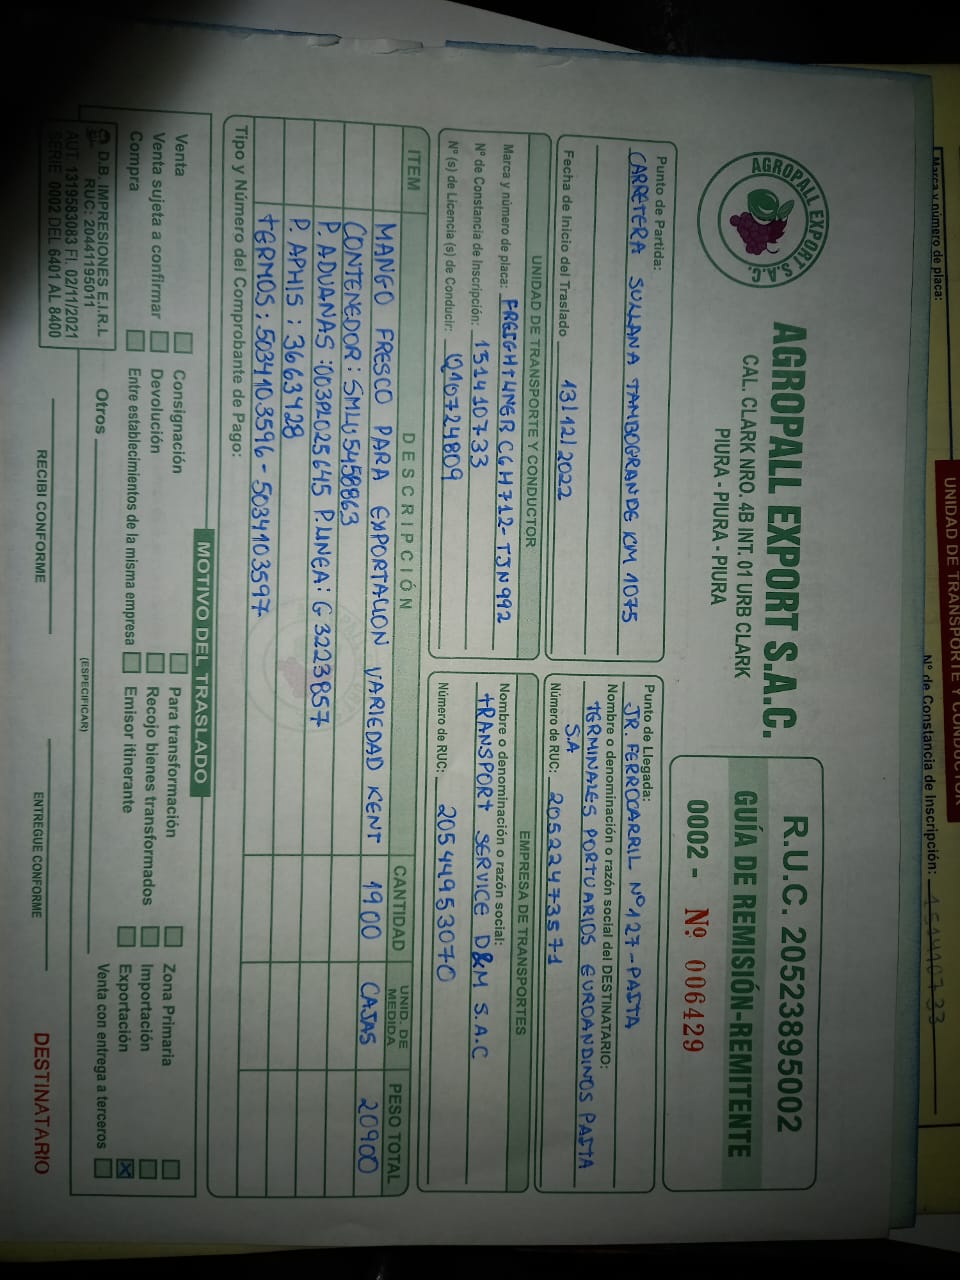 AGROPALL EXPORT S.A.C.
AGROPALL EXPORT S.A.C.
CAL. CLARK NRO. 4B INT. 01 URB CLARK
PIURA - PIURA - PIURA
R.U.C. 20523895002
GUÍA DE REMISIÓN-REMITENTE
0002 - Nº 006429
Punto de Partida:
CARRETERA SULLANA TAMBOGRANDE KM 1075
Fecha de Inicio del Traslado 13/12/2022
Punto de Llegada:
JR. FERROCARRIL Nº127-PAITA
Nombre o denominación o razón social del DESTINATARIO:
TERMINALES PORTUARIOS EUROANDINOS PAITA
S.A
Número de RUC: 20522473571
UNIDAD DE TRANSPORTE Y CONDUCTOR
Marca y número de placa: FREIGHTLINER C6H712-TJN992
Nº de Constancia de Inscripción: 151410733
Nº (s) de Licencia (s) de Conducir: Q10724809
EMPRESA DE TRANSPORTES
Nombre o denominación o razón social:
TRANSPORT SERVICE D&M S.A.C
Número de RUC: 20544953070
ITEM DESCRIPCIÓN CANTIDAD UNID. DE MEDIDA PESO TOTAL
MANGO FRESCO PARA EXPORTACION VARIEDAD KENT 1900 CAJAS 20900
CONTENEDOR: SMLU5458863
P. ADUANAS: 003PL025645 P.LINEA: G3223857
P. APHIS: 3663428
TERMOS: 5034103596-5034103597
Tipo y Número del Comprobante de Pago:
MOTIVO DEL TRASLADO
Venta Consignación Para transformación Zona Primaria
Venta sujeta a confirmar Devolución Recojo bienes transformados Importación
Compra Entre establecimientos de la misma empresa Emisor itinerante Exportación X
Otros Venta con entrega a terceros
(ESPECIFICAR)
D.B. IMPRESIONES E.I.R.L
RUC: 20441195011
AUT. 1319583083 F.I. 02/11/2021
SERIE 0002 DEL 6401 AL 8400
RECIBI CONFORME
ENTREGUE CONFORME
DESTINATARIO
Marca y número de placa:
UNIDAD DE TRANSPORTE Y CONDUCTOR
Nº de Constancia de Inscripción: 151410733